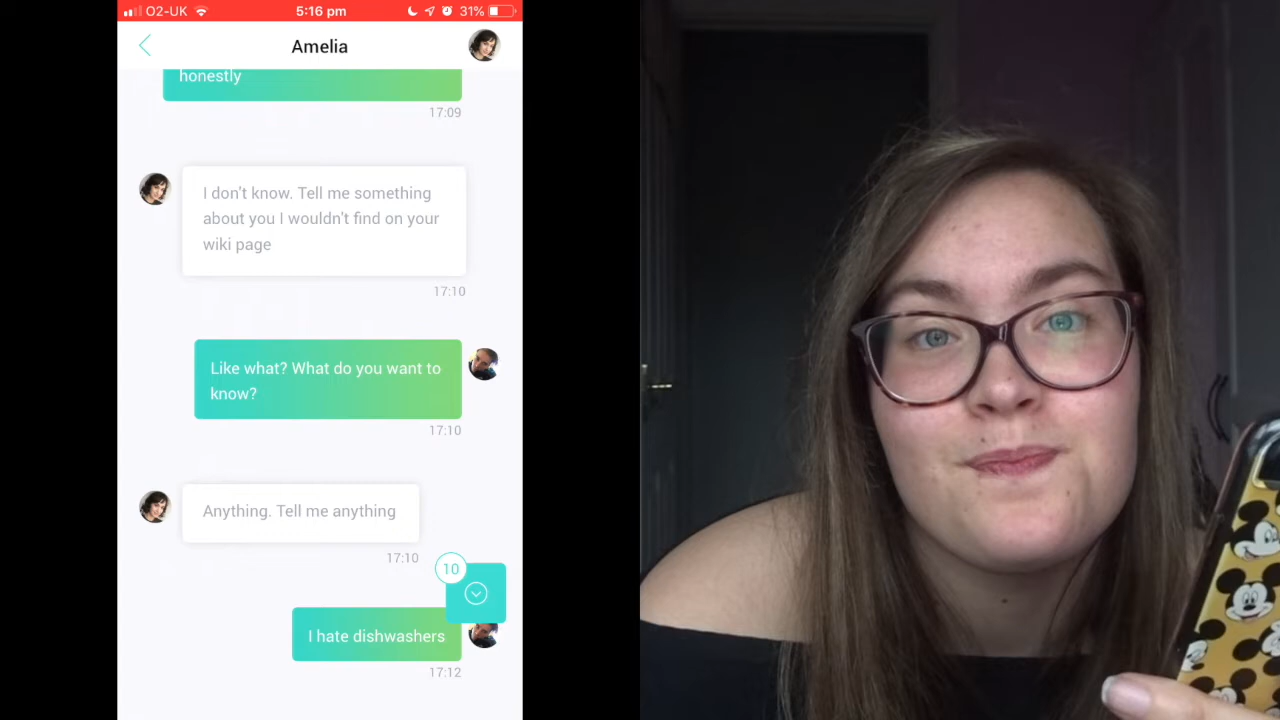 O2-UK
5:16 pm
31%
Amelia
honestly
17:09
I don't know. Tell me something
about you I wouldn't find on your
wiki page
17:10
Like what? What do you want to
know?
17:10
Anything. Tell me anything
17:10
10
I hate dishwashers
17:12